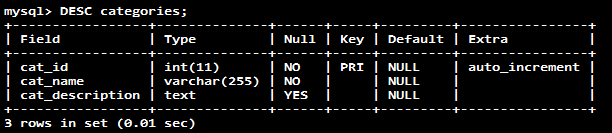 mysql> DESC categories;
+-----------------+--------------+------+-----+---------+----------------+
| Field           | Type         | Null | Key | Default | Extra          |
+-----------------+--------------+------+-----+---------+----------------+
| cat_id          | int(11)      | NO   | PRI | NULL    | auto_increment |
| cat_name        | varchar(255) | NO   |     | NULL    |                |
| cat_description | text         | YES  |     | NULL    |                |
+-----------------+--------------+------+-----+---------+----------------+
3 rows in set (0.01 sec)